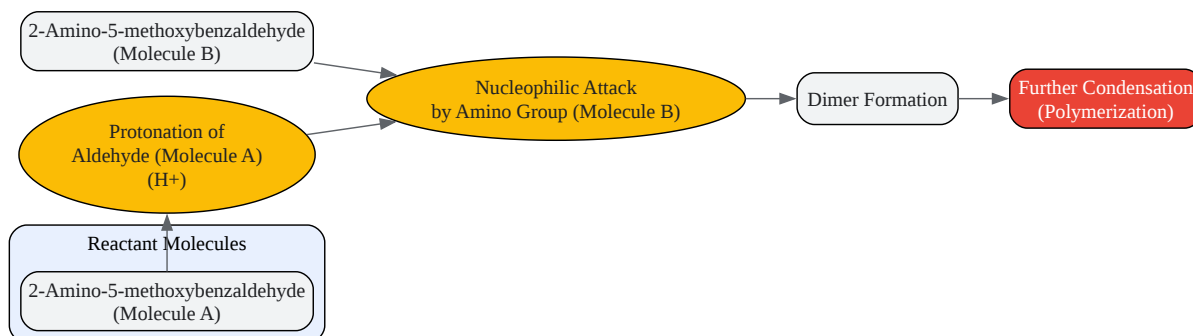 2-Amino-5-methoxybenzaldehyde
(Molecule B)
Nucleophilic Attack
by Amino Group (Molecule B)
Dimer Formation
Further Condensation
(Polymerization)
Protonation of
Aldehyde (Molecule A)
(H+)
Reactant Molecules
2-Amino-5-methoxybenzaldehyde
(Molecule A)